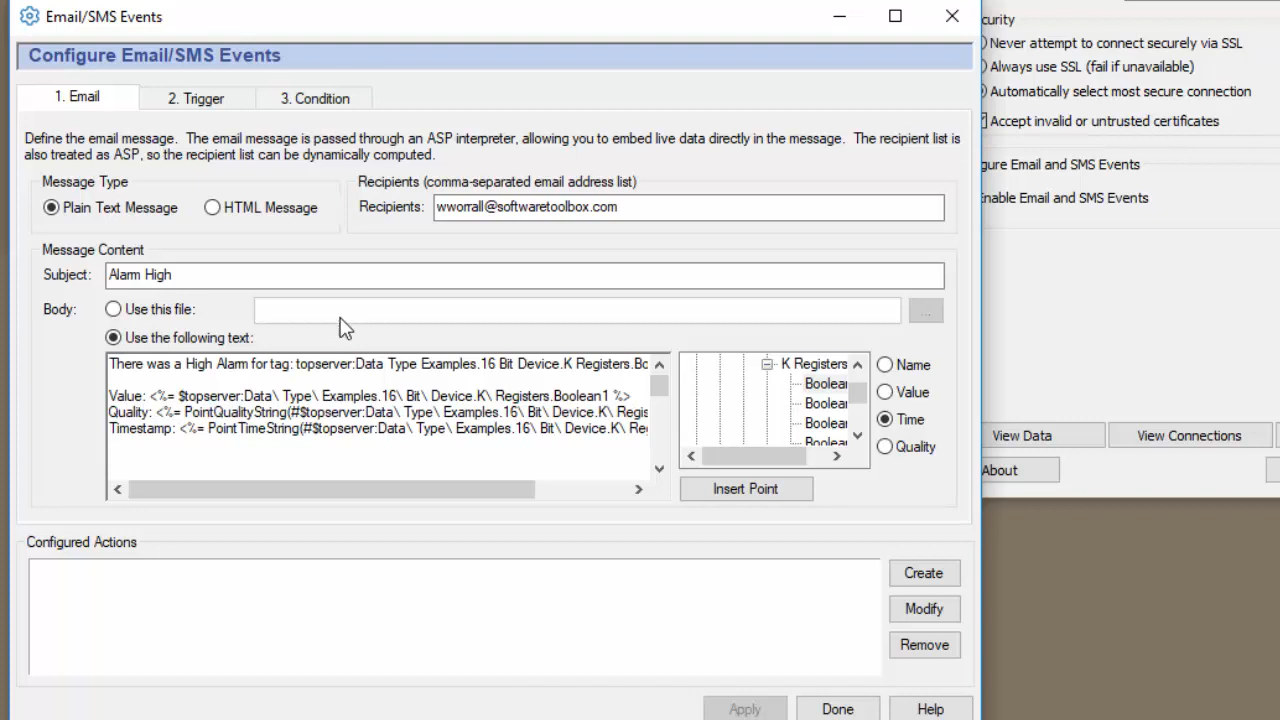 Email/SMS Events
Configure Email/SMS Events
1. Email
2. Trigger
3. Condition
Define the email message. The email message is passed through an ASP interpreter, allowing you to embed live data directly in the message. The recipient list is
also treated as ASP, so the recipient list can be dynamically computed.
Message Type
Plain Text Message
HTML Message
Recipients (comma-separated email address list)
Recipients: wworrall@softwaretoolbox.com
Message Content
Subject: Alarm High
Body: Use this file:
...
Use the following text:
There was a High Alarm for tag: topserver:Data Type Examples.16 Bit Device.K Registers.Bo
Value: <%= $topserver:Data\ Type\ Examples.16\ Bit\ Device.K\ Registers.Boolean1 %>
Quality: <%= PointQualityString(#$topserver:Data\ Type\ Examples.16\ Bit\ Device.K\ Regis
Timestamp: <%= PointTimeString(#$topserver:Data\ Type\ Examples.16\ Bit\ Device.K\ Re
K Registers
Boolear
Boolear
Boolear
Boolear
Name
Value
Time
Quality
Insert Point
Configured Actions
Create
Modify
Remove
Apply
Done
Help
curity
Never attempt to connect securely via SSL
Always use SSL (fail if unavailable)
Automatically select most secure connection
Accept invalid or untrusted certificates
gure Email and SMS Events
Enable Email and SMS Events
View Data
View Connections
About